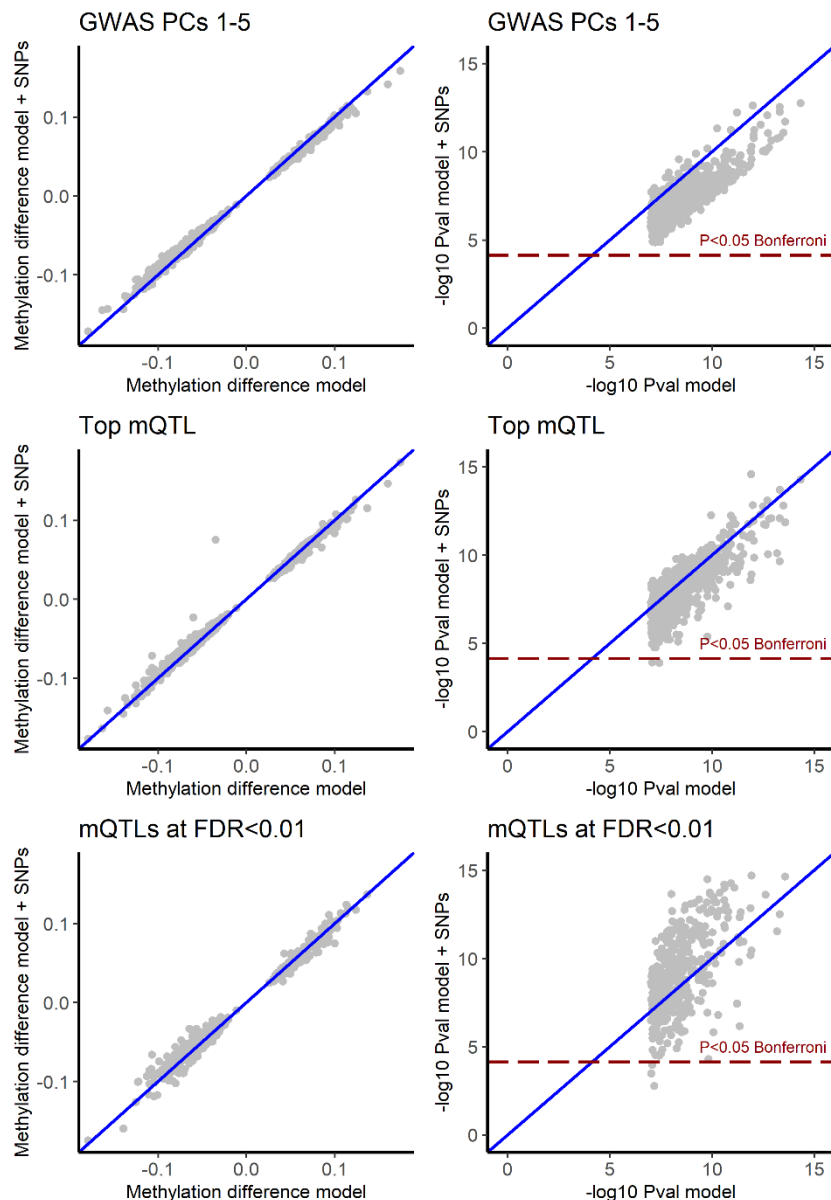 GWAS PCs 1-5
Methylation difference model + SNPs
0.1
0.0
-0.1
-0.1
0.0
0.1
Methylation difference model
GWAS PCs 1-5
-log10 Pval model + SNPs
15
10
5
0
P<0.05 Bonferroni
0
5
10
15
-log10 Pval model
Top mQTL
Methylation difference model + SNPs
0.1
0.0
-0.1
-0.1
0.0
0.1
Methylation difference model
Top mQTL
-log10 Pval model + SNPs
15
10
5
0
P<0.05 Bonferroni
0
5
10
15
-log10 Pval model
mQTLs at FDR<0.01
Methylation difference model + SNPs
0.1
0.0
-0.1
-0.1
0.0
0.1
Methylation difference model
mQTLs at FDR<0.01
-log10 Pval model + SNPs
15
10
5
0
P<0.05 Bonferroni
0
5
10
15
-log10 Pval model